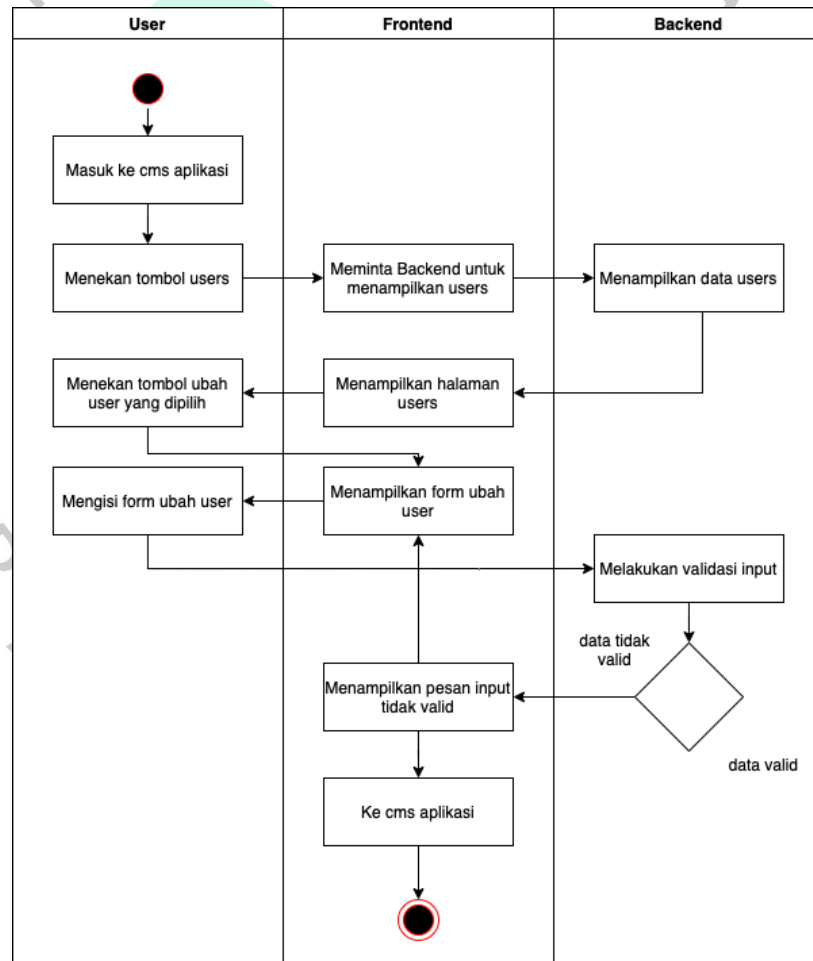 User
Frontend
Backend
Masuk ke cms aplikasi
Menekan tombol users
Meminta Backend untuk
menampilkan users
Menampilkan data users
Menekan tombol ubah
user yang dipilih
Menampilkan halaman
users
Mengisi form ubah user
Menampilkan form ubah
user
Melakukan validasi input
data tidak
valid
Menampilkan pesan input
tidak valid
data valid
Ke cms aplikasi